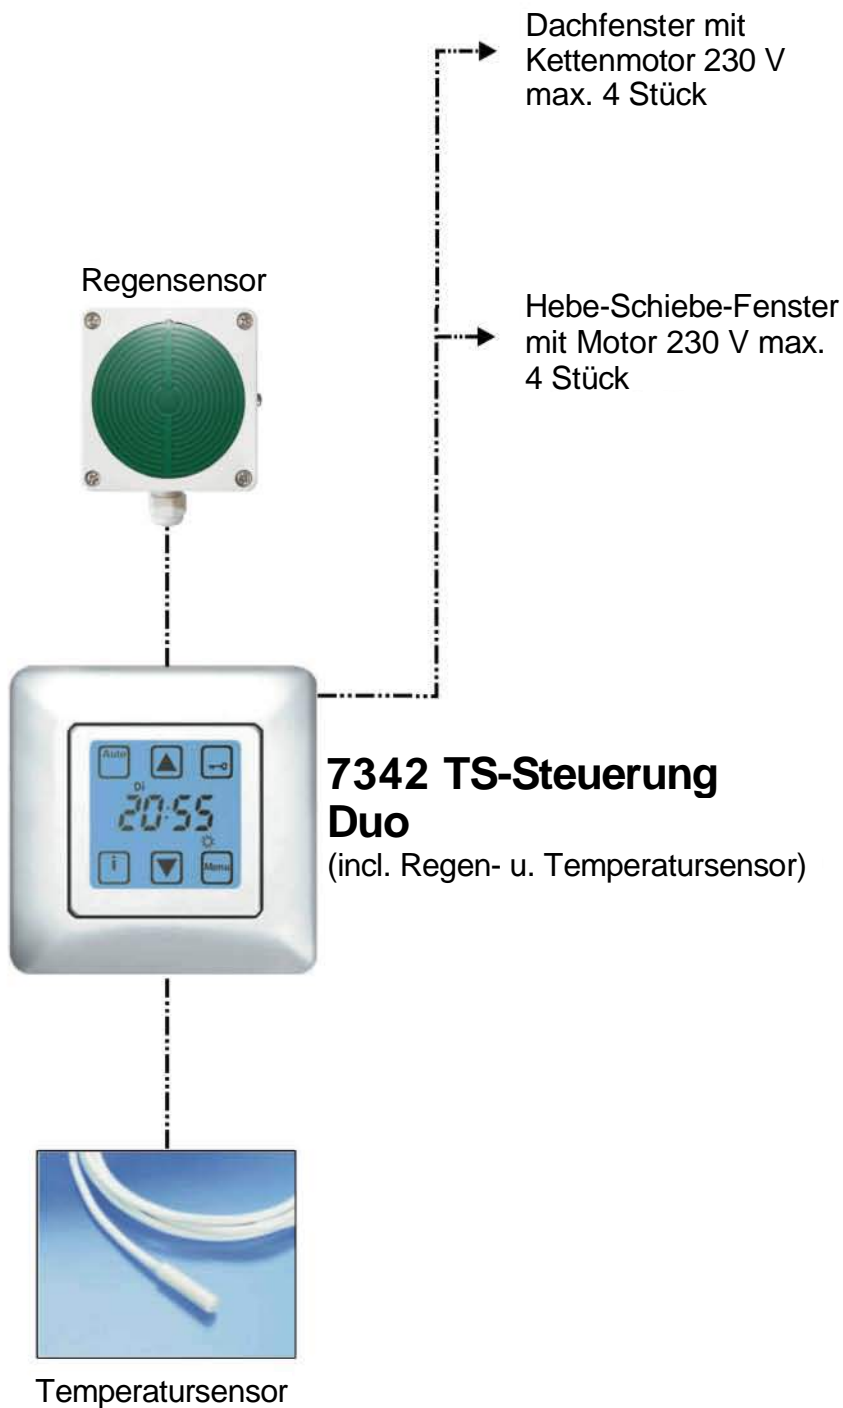 Dachfenster mit
Kettenmotor 230 V
max. 4 Stück
Regensensor
Hebe-Schiebe-Fenster
mit Motor 230 V max.
4 Stück
Auto
Di
20:55
i
Menu
7342 TS-Steuerung
Duo
(incl. Regen- u. Temperatursensor)
Temperatursensor